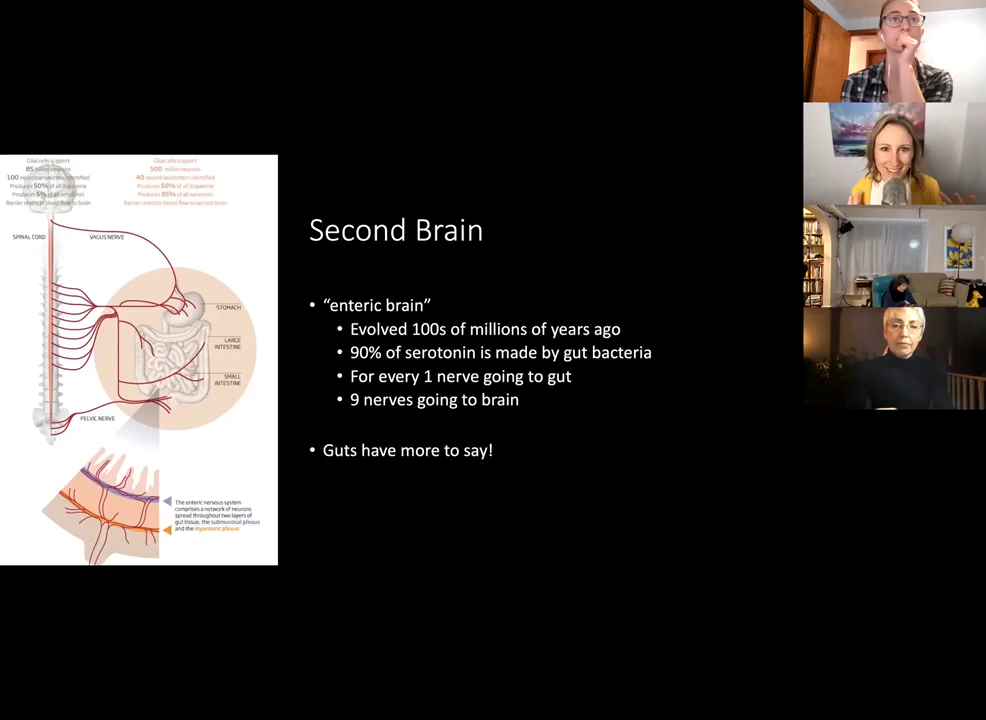 Glial cells support
85 billion neurons
100 neurotransmitters identified
Produces 50% of all dopamine
Produces 5% of all serotonin
Barrier restricts blood flow to brain
Glial cells support
500 million neurons
40 neurotransmitters identified
Produces 50% of all dopamine
Produces 95% of all serotonin
Barrier restricts blood flow to second brain
SPINAL CORD
VAGUS NERVE
STOMACH
LARGE
INTESTINE
SMALL
INTESTINE
PELVIC NERVE
The enteric nervous system
comprises a network of neurons
spread throughout two layers of
gut tissue, the submucosal plexus
and the myenteric plexus
Second Brain
• “enteric brain”
• Evolved 100s of millions of years ago
• 90% of serotonin is made by gut bacteria
• For every 1 nerve going to gut
• 9 nerves going to brain
• Guts have more to say!